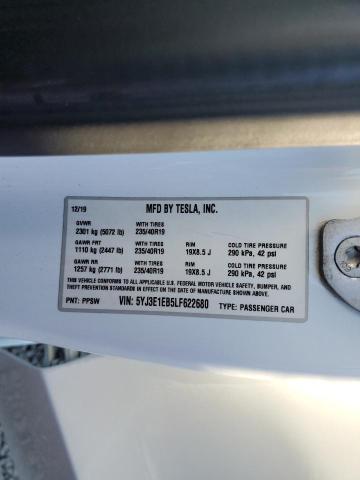 12/19 MFD BY TESLA, INC.
GVWR WITH TIRES
2301 kg (5072 lb) 235/40R19
GAWR FRT WITH TIRES RIM COLD TIRE PRESSURE
1110 kg (2447 lb) 235/40R19 19X8.5 J 290 kPa, 42 psi
GAWR RR WITH TIRES RIM COLD TIRE PRESSURE
1257 kg (2771 lb) 235/40R19 19X8.5 J 290 kPa, 42 psi
THIS VEHICLE CONFORMS TO ALL APPLICABLE U.S.
FEDERAL MOTOR VEHICLE SAFETY, BUMPER, AND
THEFT PREVENTION STANDARDS IN EFFECT ON THE DATE OF MANUFACTURE SHOWN ABOVE.
PNT: PPSW VIN: 5YJ3E1EB5LF622680 TYPE: PASSENGER CAR